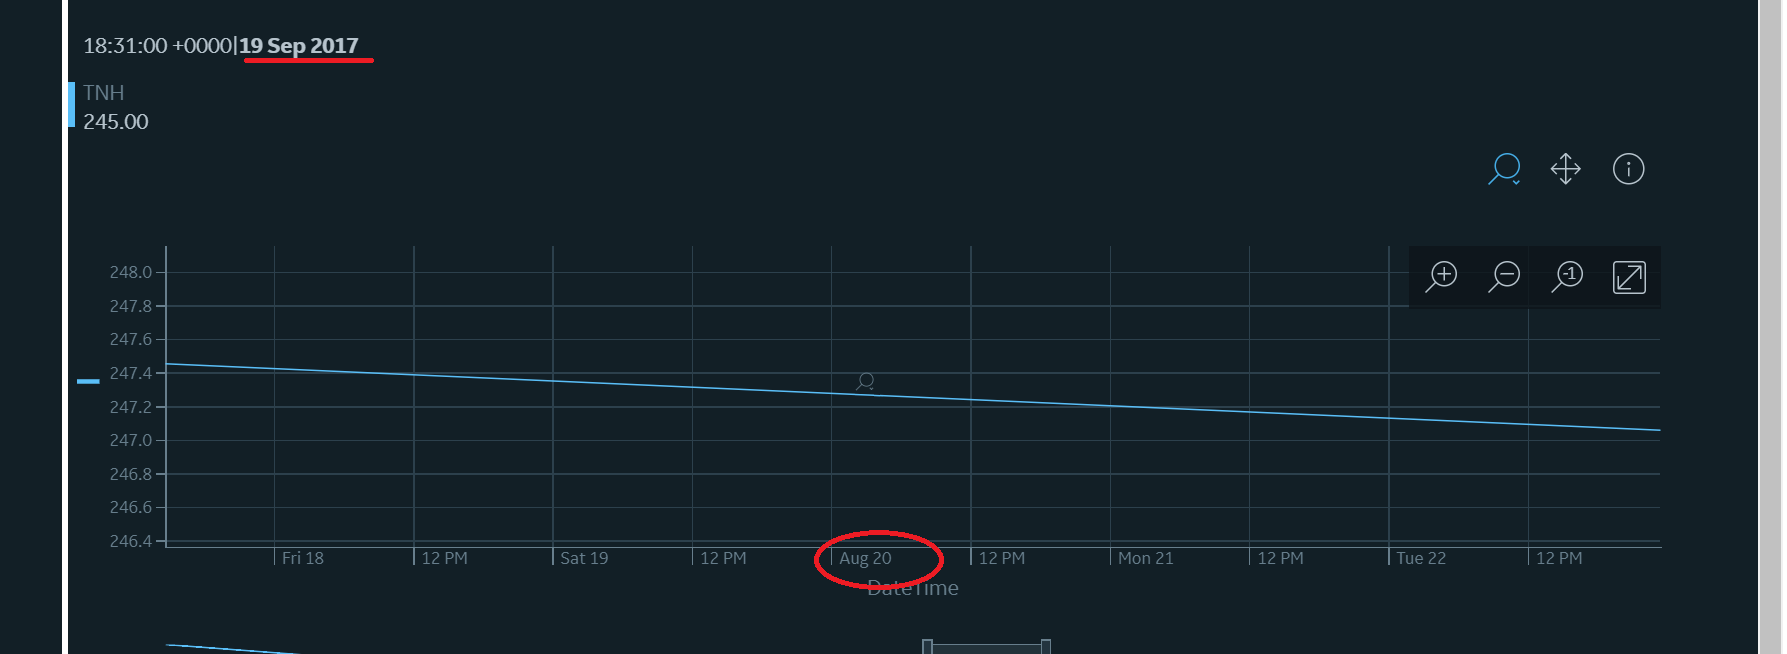 18:31:00 +0000|19 Sep 2017
TNH
245.00
-1
248.0
247.8
247.6
247.4
247.2
247.0
246.8
246.6
246.4
Fri 18 12 PM Sat 19 12 PM Aug 20 12 PM Mon 21 12 PM Tue 22 12 PM
DateTime